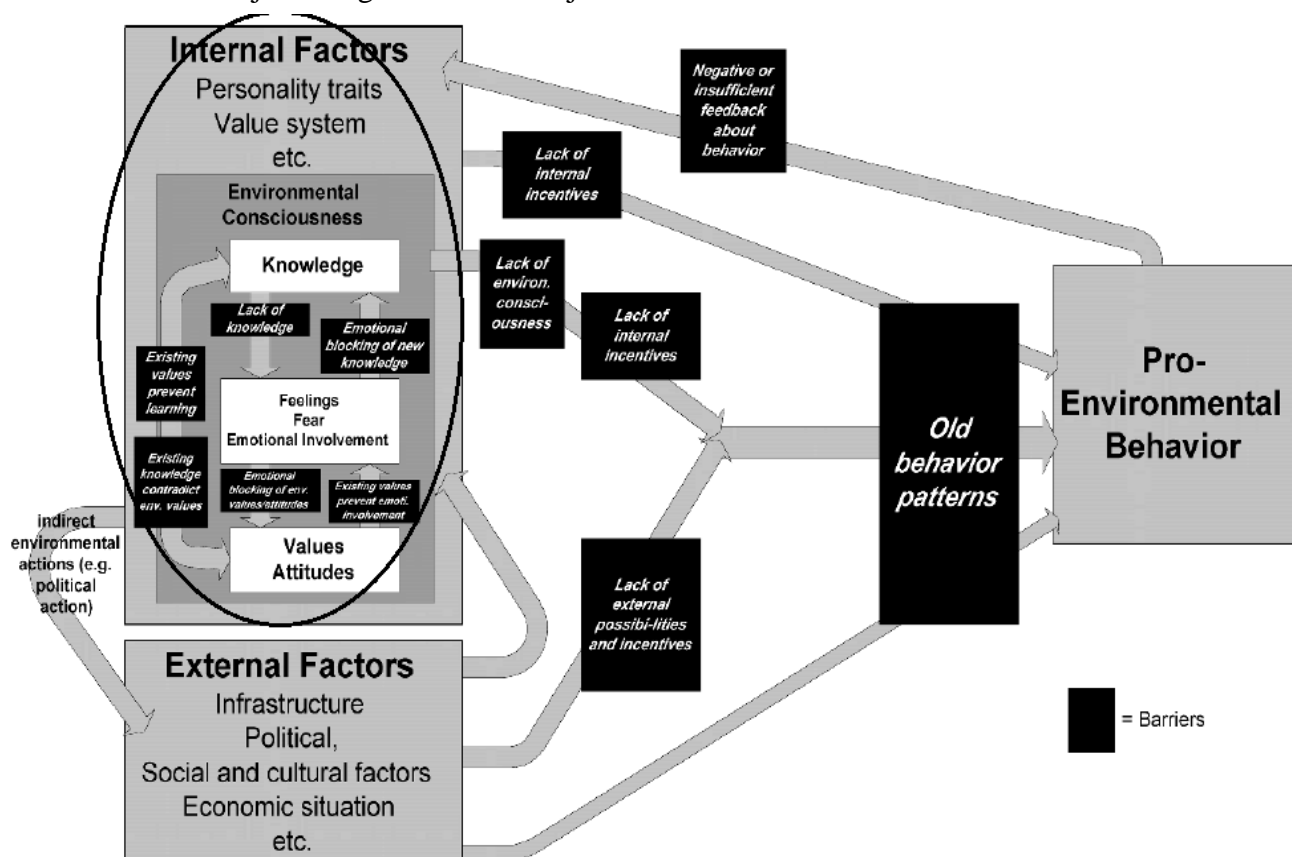 Internal Factors
Personality traits
Value system
etc.
Environmental
Consciousness
Knowledge
Lack of
knowledge
Emotional
blocking of new
knowledge
Existing
values
prevent
learning
Feelings
Fear
Emotional Involvement
Existing
knowledge
contradict
env. values
Emotional
blocking of env.
values/attitudes
Existing values
prevent emoti.
involvement
Values
Attitudes
indirect
environmental
actions (e.g.
political
action)
External Factors
Infrastructure
Political,
Social and cultural factors
Economic situation
etc.
Negative or
insufficient
feedback
about
behavior
Lack of
internal
incentives
Lack of
environ.
consci-
ousness
Lack of
internal
incentives
Lack of
external
possibi-lities
and incentives
Old
behavior
patterns
Pro-
Environmental
Behavior
= Barriers